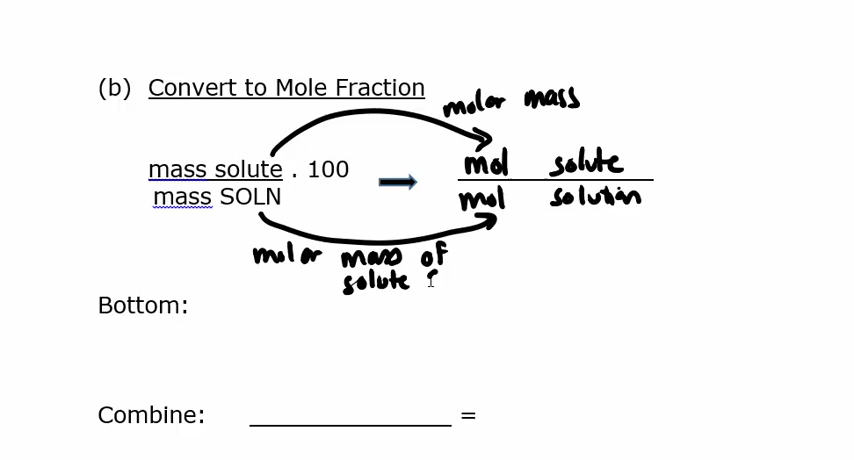 (b) Convert to Mole Fraction
molar mass
mass solute . 100
mass SOLN
mol solute
mol solution
molar mass of
solute
Bottom:
Combine: _________________ =